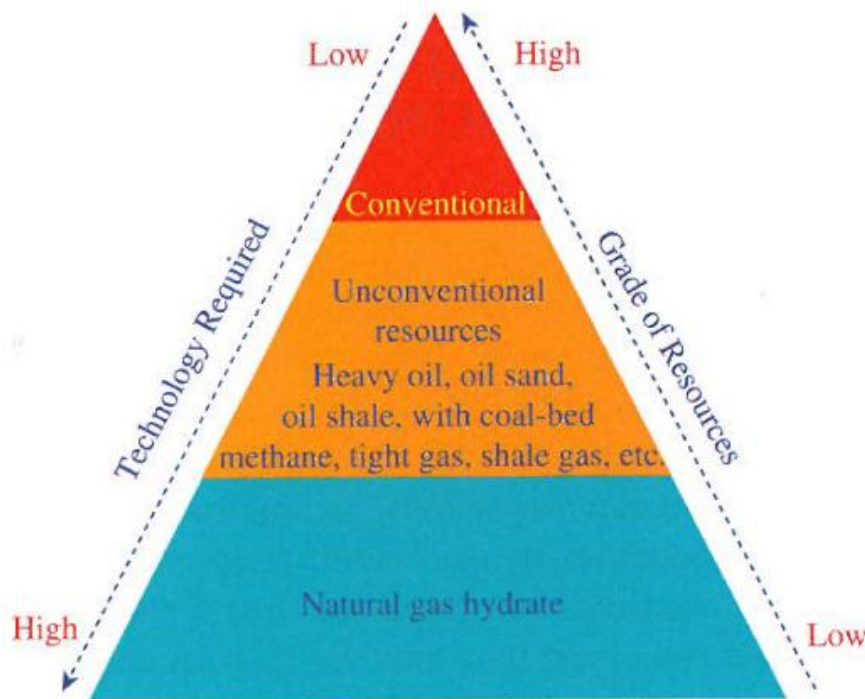 Low
High
Conventional
Technology Required
Grade of Resources
Unconventional
resources
Heavy oil, oil sand,
oil shale, with coal-bed
methane, tight gas, shale gas, etc.
Natural gas hydrate
High
Low